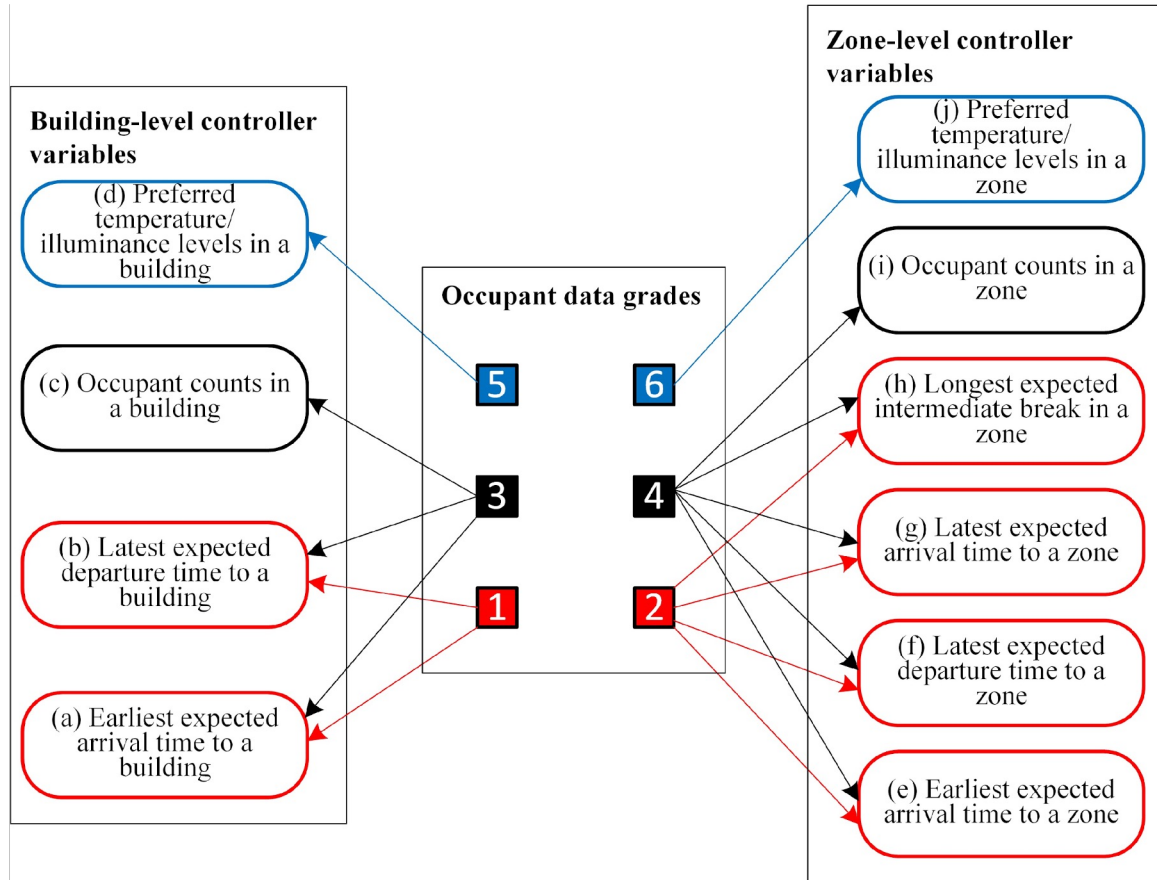 Building-level controller
variables
(d) Preferred
temperature/
illuminance levels in a
building
(c) Occupant counts in
a building
(b) Latest expected
departure time to a
building
(a) Earliest expected
arrival time to a
building
Occupant data grades
5
6
3
4
1
2
Zone-level controller
variables
(j) Preferred
temperature/
illuminance levels in a
zone
(i) Occupant counts in a
zone
(h) Longest expected
intermediate break in a
zone
(g) Latest expected
arrival time to a zone
(f) Latest expected
departure time to a
zone
(e) Earliest expected
arrival time to a zone